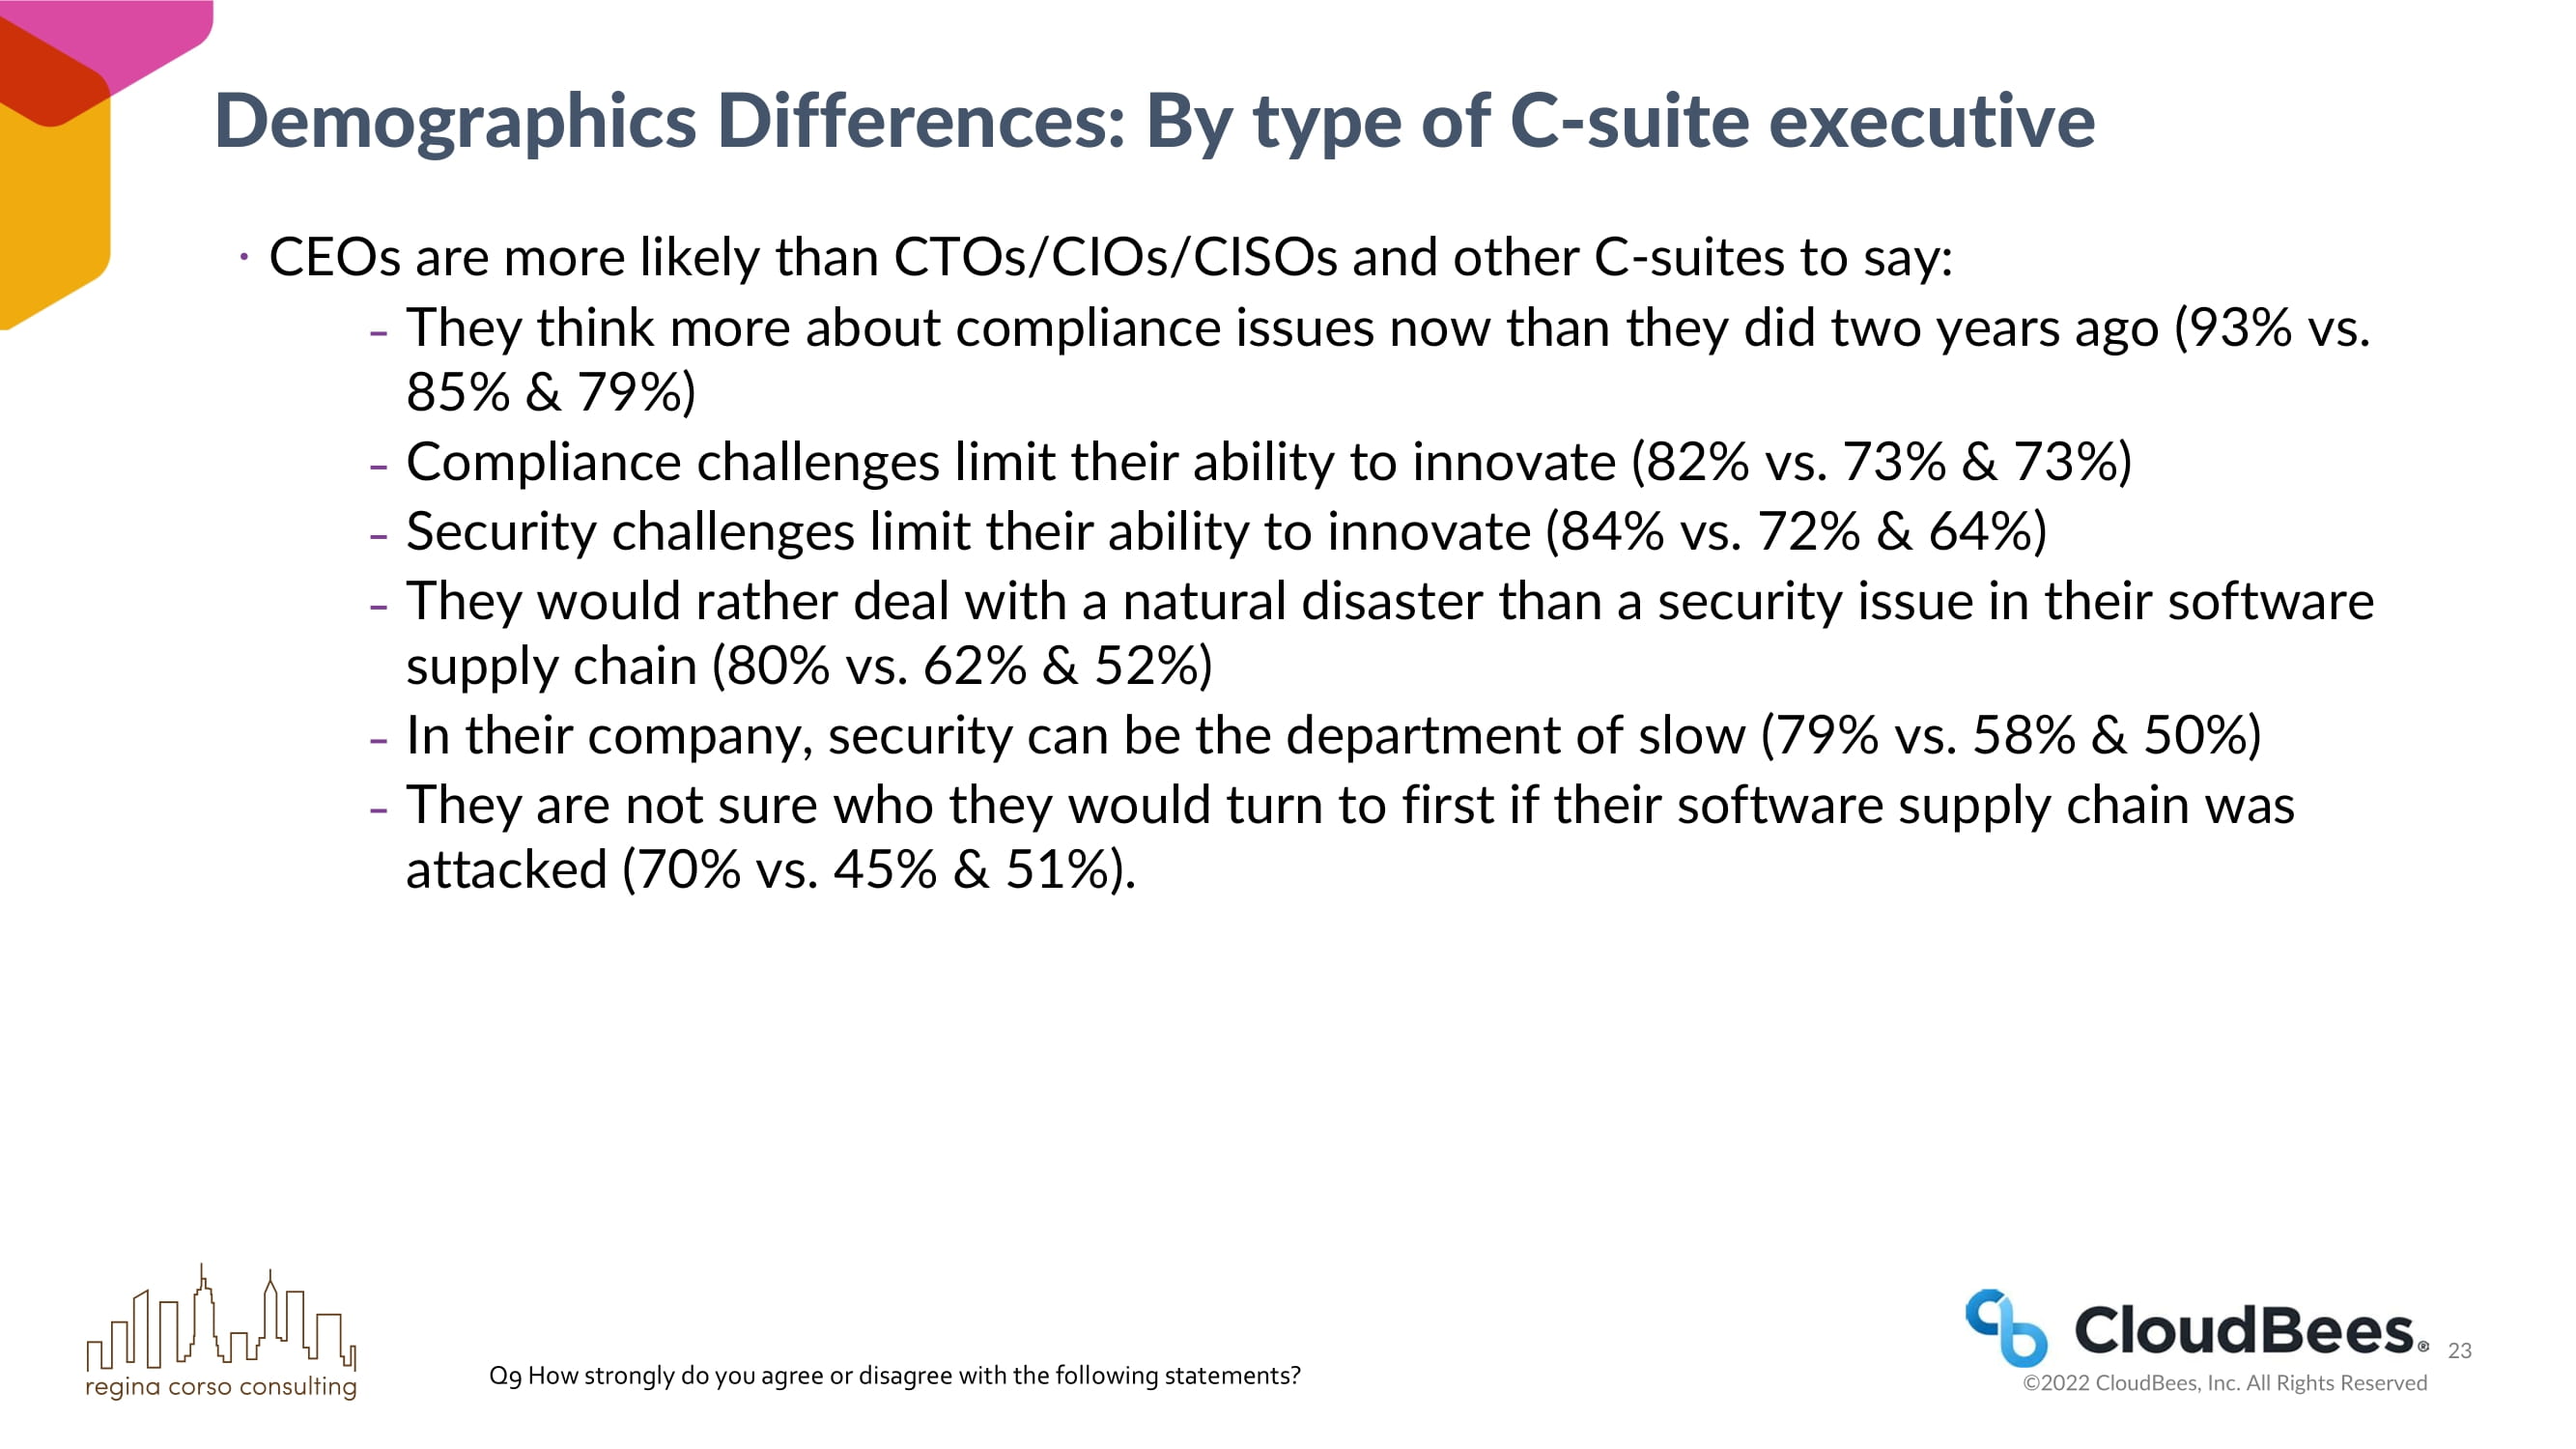 Demographics Differences: By type of C-suite executive
· CEOs are more likely than CTOs/CIOs/CISOs and other C-suites to say:
- They think more about compliance issues now than they did two years ago (93% vs.
85% & 79%)
- Compliance challenges limit their ability to innovate (82% vs. 73% & 73%)
- Security challenges limit their ability to innovate (84% vs. 72% & 64%)
- They would rather deal with a natural disaster than a security issue in their software
supply chain (80% vs. 62% & 52%)
- In their company, security can be the department of slow (79% vs. 58% & 50%)
- They are not sure who they would turn to first if their software supply chain was
attacked (70% vs. 45% & 51%).
regina corso consulting
Q9 How strongly do you agree or disagree with the following statements?
CloudBees®
23
©2022 CloudBees, Inc. All Rights Reserved